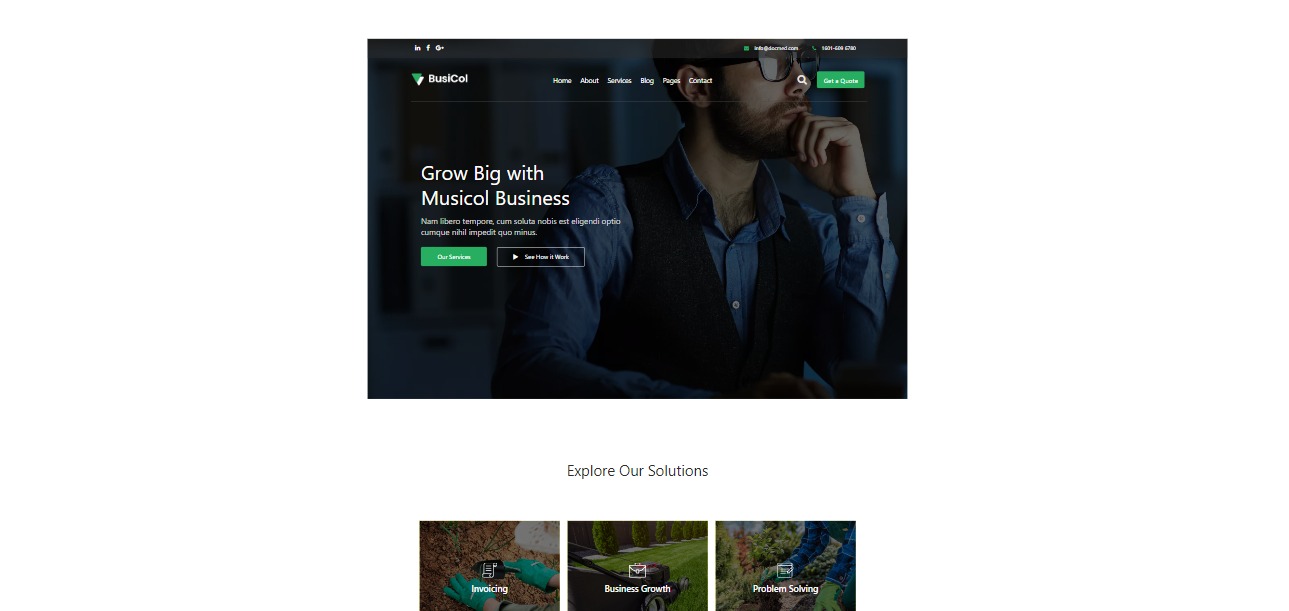 info@docmed.com 1601-609 6780
BusiCol
Home About Services Blog Pages Contact
Get a Quote
Grow Big with
Musicol Business
Nam libero tempore, cum soluta nobis est eligendi optio
cumque nihil impedit quo minus.
Our Services
See How it Work
Explore Our Solutions
Invoicing
Business Growth
Problem Solving